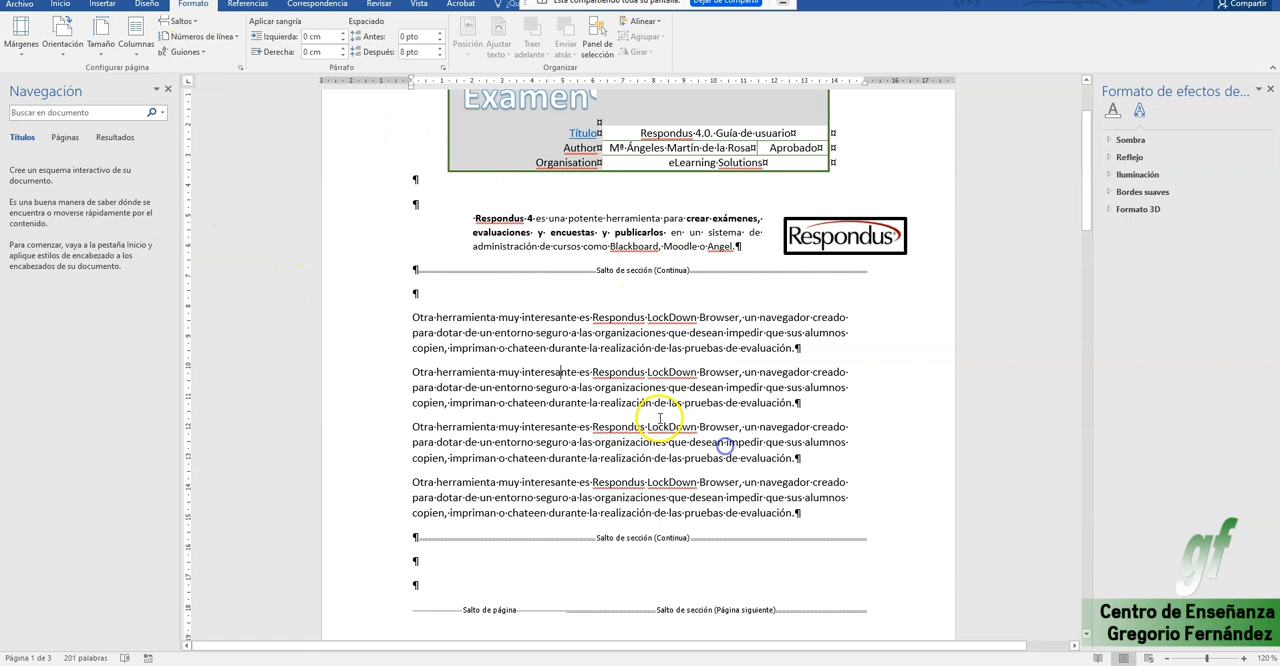 Está compartiendo toda su pantalla.
Dejar de compartir
Archivo Inicio Insertar Diseño Formato Referencias Correspondencia Revisar Vista Acrobat
Compartir
Márgenes Orientación Tamaño Columnas
Saltos
Números de línea
Guiones
Configurar página
Aplicar sangría Espaciado
Izquierda: 0 cm Antes: 0 pto
Derecha: 0 cm Después: 8 pto
Párrafo
Posición Ajustar texto Traer adelante Enviar atrás Panel de selección
Alinear
Agrupar
Girar
Organizar
Navegación
Buscar en documento
Títulos Páginas Resultados
Cree un esquema interactivo de su
documento.
Es una buena manera de saber dónde se
encuentra o moverse rápidamente por el
contenido.
Para comenzar, vaya a la pestaña Inicio y
aplique estilos de encabezado a los
encabezados de su documento.
Examen¶
Título¤ Respondus·4.0.·Guía·de·usuario¤
Author¤ Mª·Ángeles·Martín·de·la·Rosa¤ Aprobado¤
Organisation¤ eLearning·Solutions¤
¶
¶
·Respondus·4·es·una·potente·herramienta·para·crear·exámenes,·
evaluaciones· y· encuestas· y· publicarlos· en· un· sistema· de·
administración·de·cursos·como·Blackboard,·Moodle·o·Angel.¶
Respondus
¶ Salto de sección (Continua)
¶
Otra·herramienta·muy·interesante·es·Respondus·LockDown·Browser,·un·navegador·creado·
para·dotar·de·un·entorno·seguro·a·las·organizaciones·que·desean·impedir·que·sus·alumnos·
copien,·impriman·o·chateen·durante·la·realización·de·las·pruebas·de·evaluación.¶
Otra·herramienta·muy·interesante·es·Respondus·LockDown·Browser,·un·navegador·creado·
para·dotar·de·un·entorno·seguro·a·las·organizaciones·que·desean·impedir·que·sus·alumnos·
copien,·impriman·o·chateen·durante·la·realización·de·las·pruebas·de·evaluación.¶
Otra·herramienta·muy·interesante·es·Respondus·LockDown·Browser,·un·navegador·creado·
para·dotar·de·un·entorno·seguro·a·las·organizaciones·que·desean·impedir·que·sus·alumnos·
copien,·impriman·o·chateen·durante·la·realización·de·las·pruebas·de·evaluación.¶
Otra·herramienta·muy·interesante·es·Respondus·LockDown·Browser,·un·navegador·creado·
para·dotar·de·un·entorno·seguro·a·las·organizaciones·que·desean·impedir·que·sus·alumnos·
copien,·impriman·o·chateen·durante·la·realización·de·las·pruebas·de·evaluación.¶
¶ Salto de sección (Continua)
¶
¶
Salto de página Salto de sección (Página siguiente)
Formato de efectos de...
Sombra
Reflejo
Iluminación
Bordes suaves
Formato 3D
gf
Centro de Enseñanza
Gregorio Fernández
Página 1 de 3 201 palabras
120 %